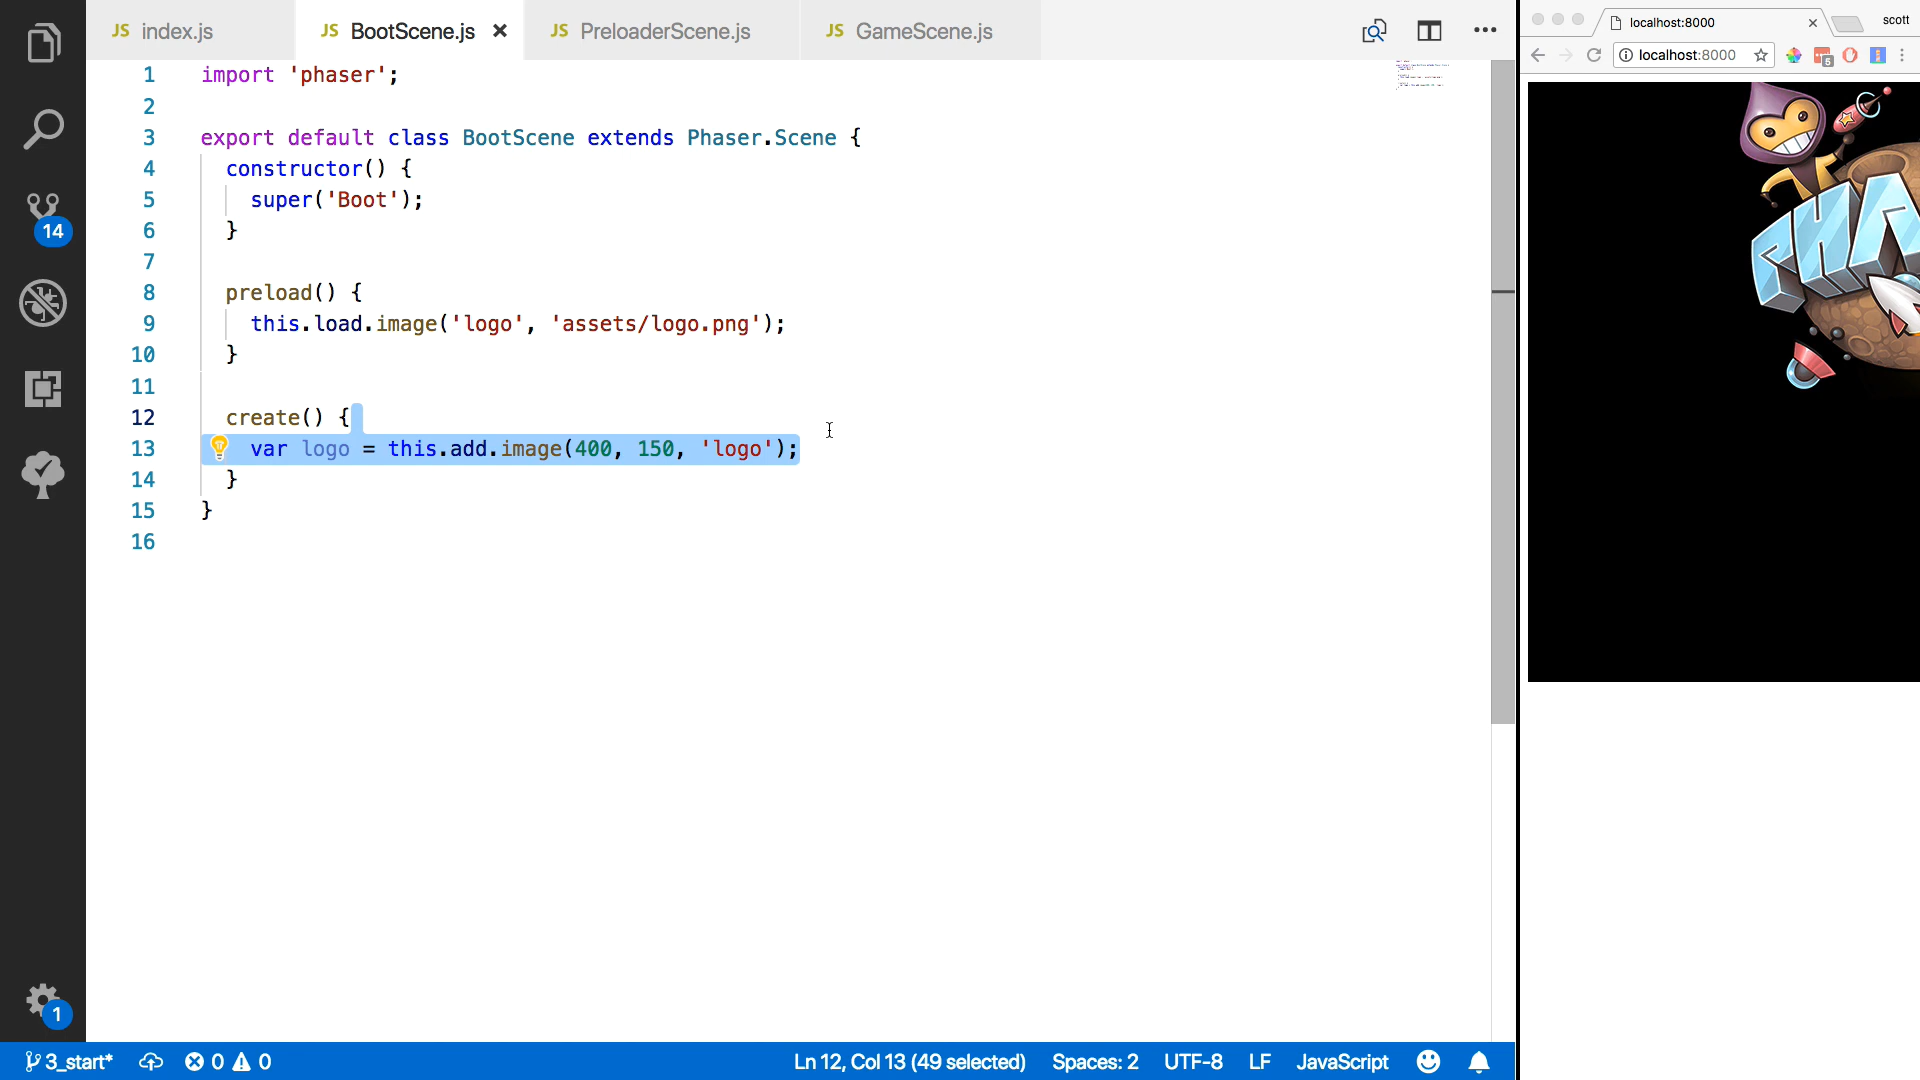 JS index.js
JS BootScene.js
JS PreloaderScene.js
JS GameScene.js
1 import 'phaser';
2
3 export default class BootScene extends Phaser.Scene {
4 constructor() {
5 super('Boot');
6 }
7
8 preload() {
9 this.load.image('logo', 'assets/logo.png');
10 }
11
12 create() {
13 var logo = this.add.image(400, 150, 'logo');
14 }
15 }
16
14
1
3_start* 0 0 Ln 12, Col 13 (49 selected) Spaces: 2 UTF-8 LF JavaScript
localhost:8000
scott
localhost:8000
5